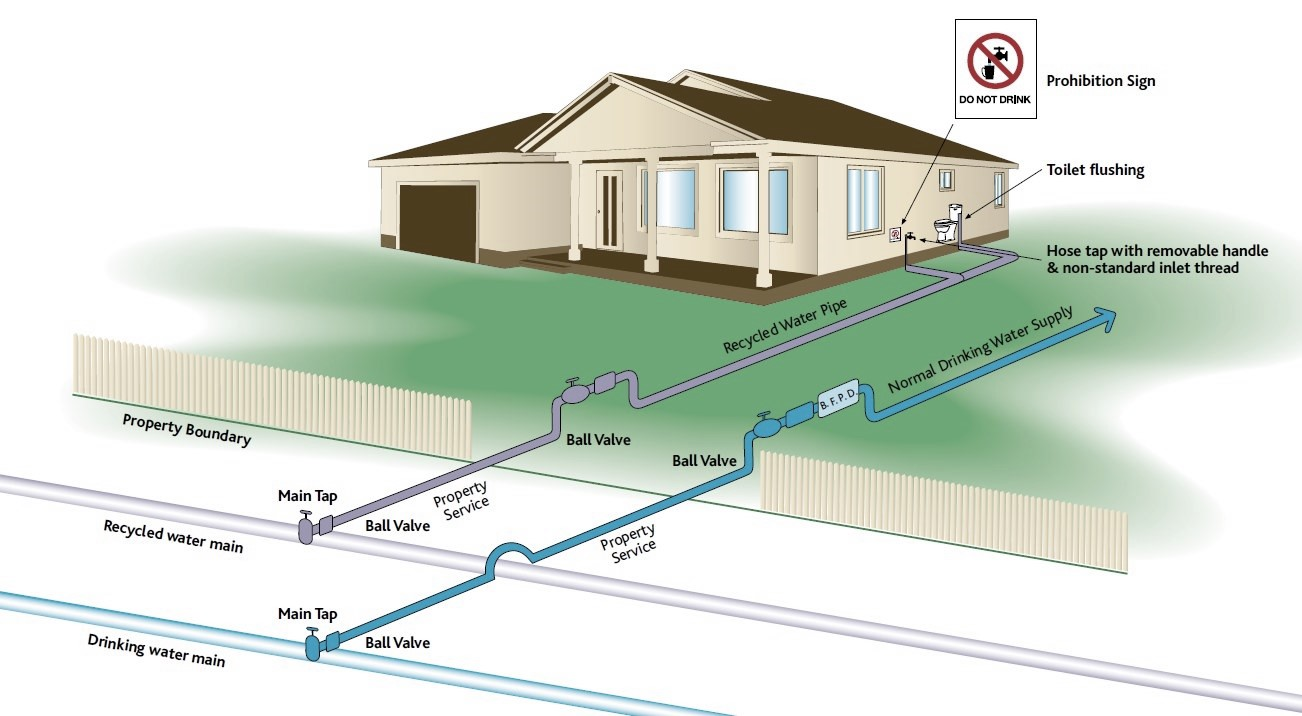 DO NOT DRINK
Prohibition Sign
Toilet flushing
Hose tap with removable handle
& non-standard inlet thread
Recycled Water Pipe
Normal Drinking Water Supply
B. F. P. D.
Property Boundary
Ball Valve
Ball Valve
Main Tap
Property
Service
Ball Valve
Recycled water main
Property
Service
Main Tap
Ball Valve
Drinking water main